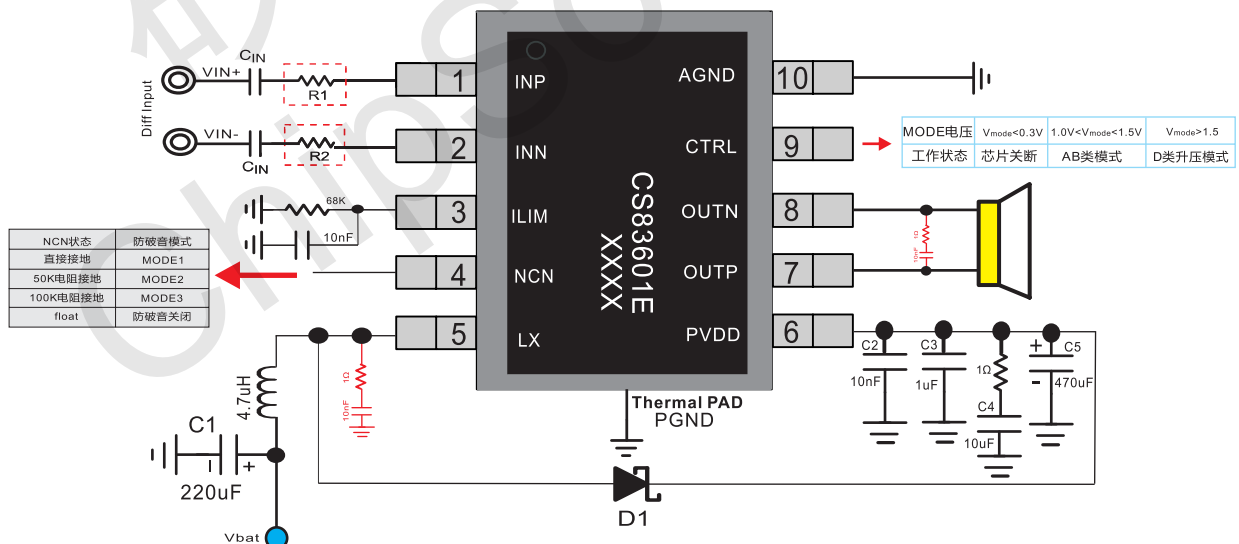 Diff Input
CIN
VIN+
R1
VIN-
R2
CIN
68K
10nF
1 INP
2 INN
3 ILIM
4 NCN
5 LX
CS83601E
XXXX
AGND 10
CTRL 9
OUTN 8
OUTP 7
PVDD 6
MODE电压 Vmode<0.3V 1.0V<Vmode<1.5V Vmode>1.5
工作状态 芯片关断 AB类模式 D类升压模式
1Ω
10nF
NCN状态 防破音模式
直接接地 MODE1
50K电阻接地 MODE2
100K电阻接地 MODE3
float 防破音关闭
4.7uH
1Ω
10nF
C1
- +
220uF
Vbat
Thermal PAD
PGND
D1
C2
10nF
C3
1uF
1Ω
C4
10uF
+ C5
- 470uF